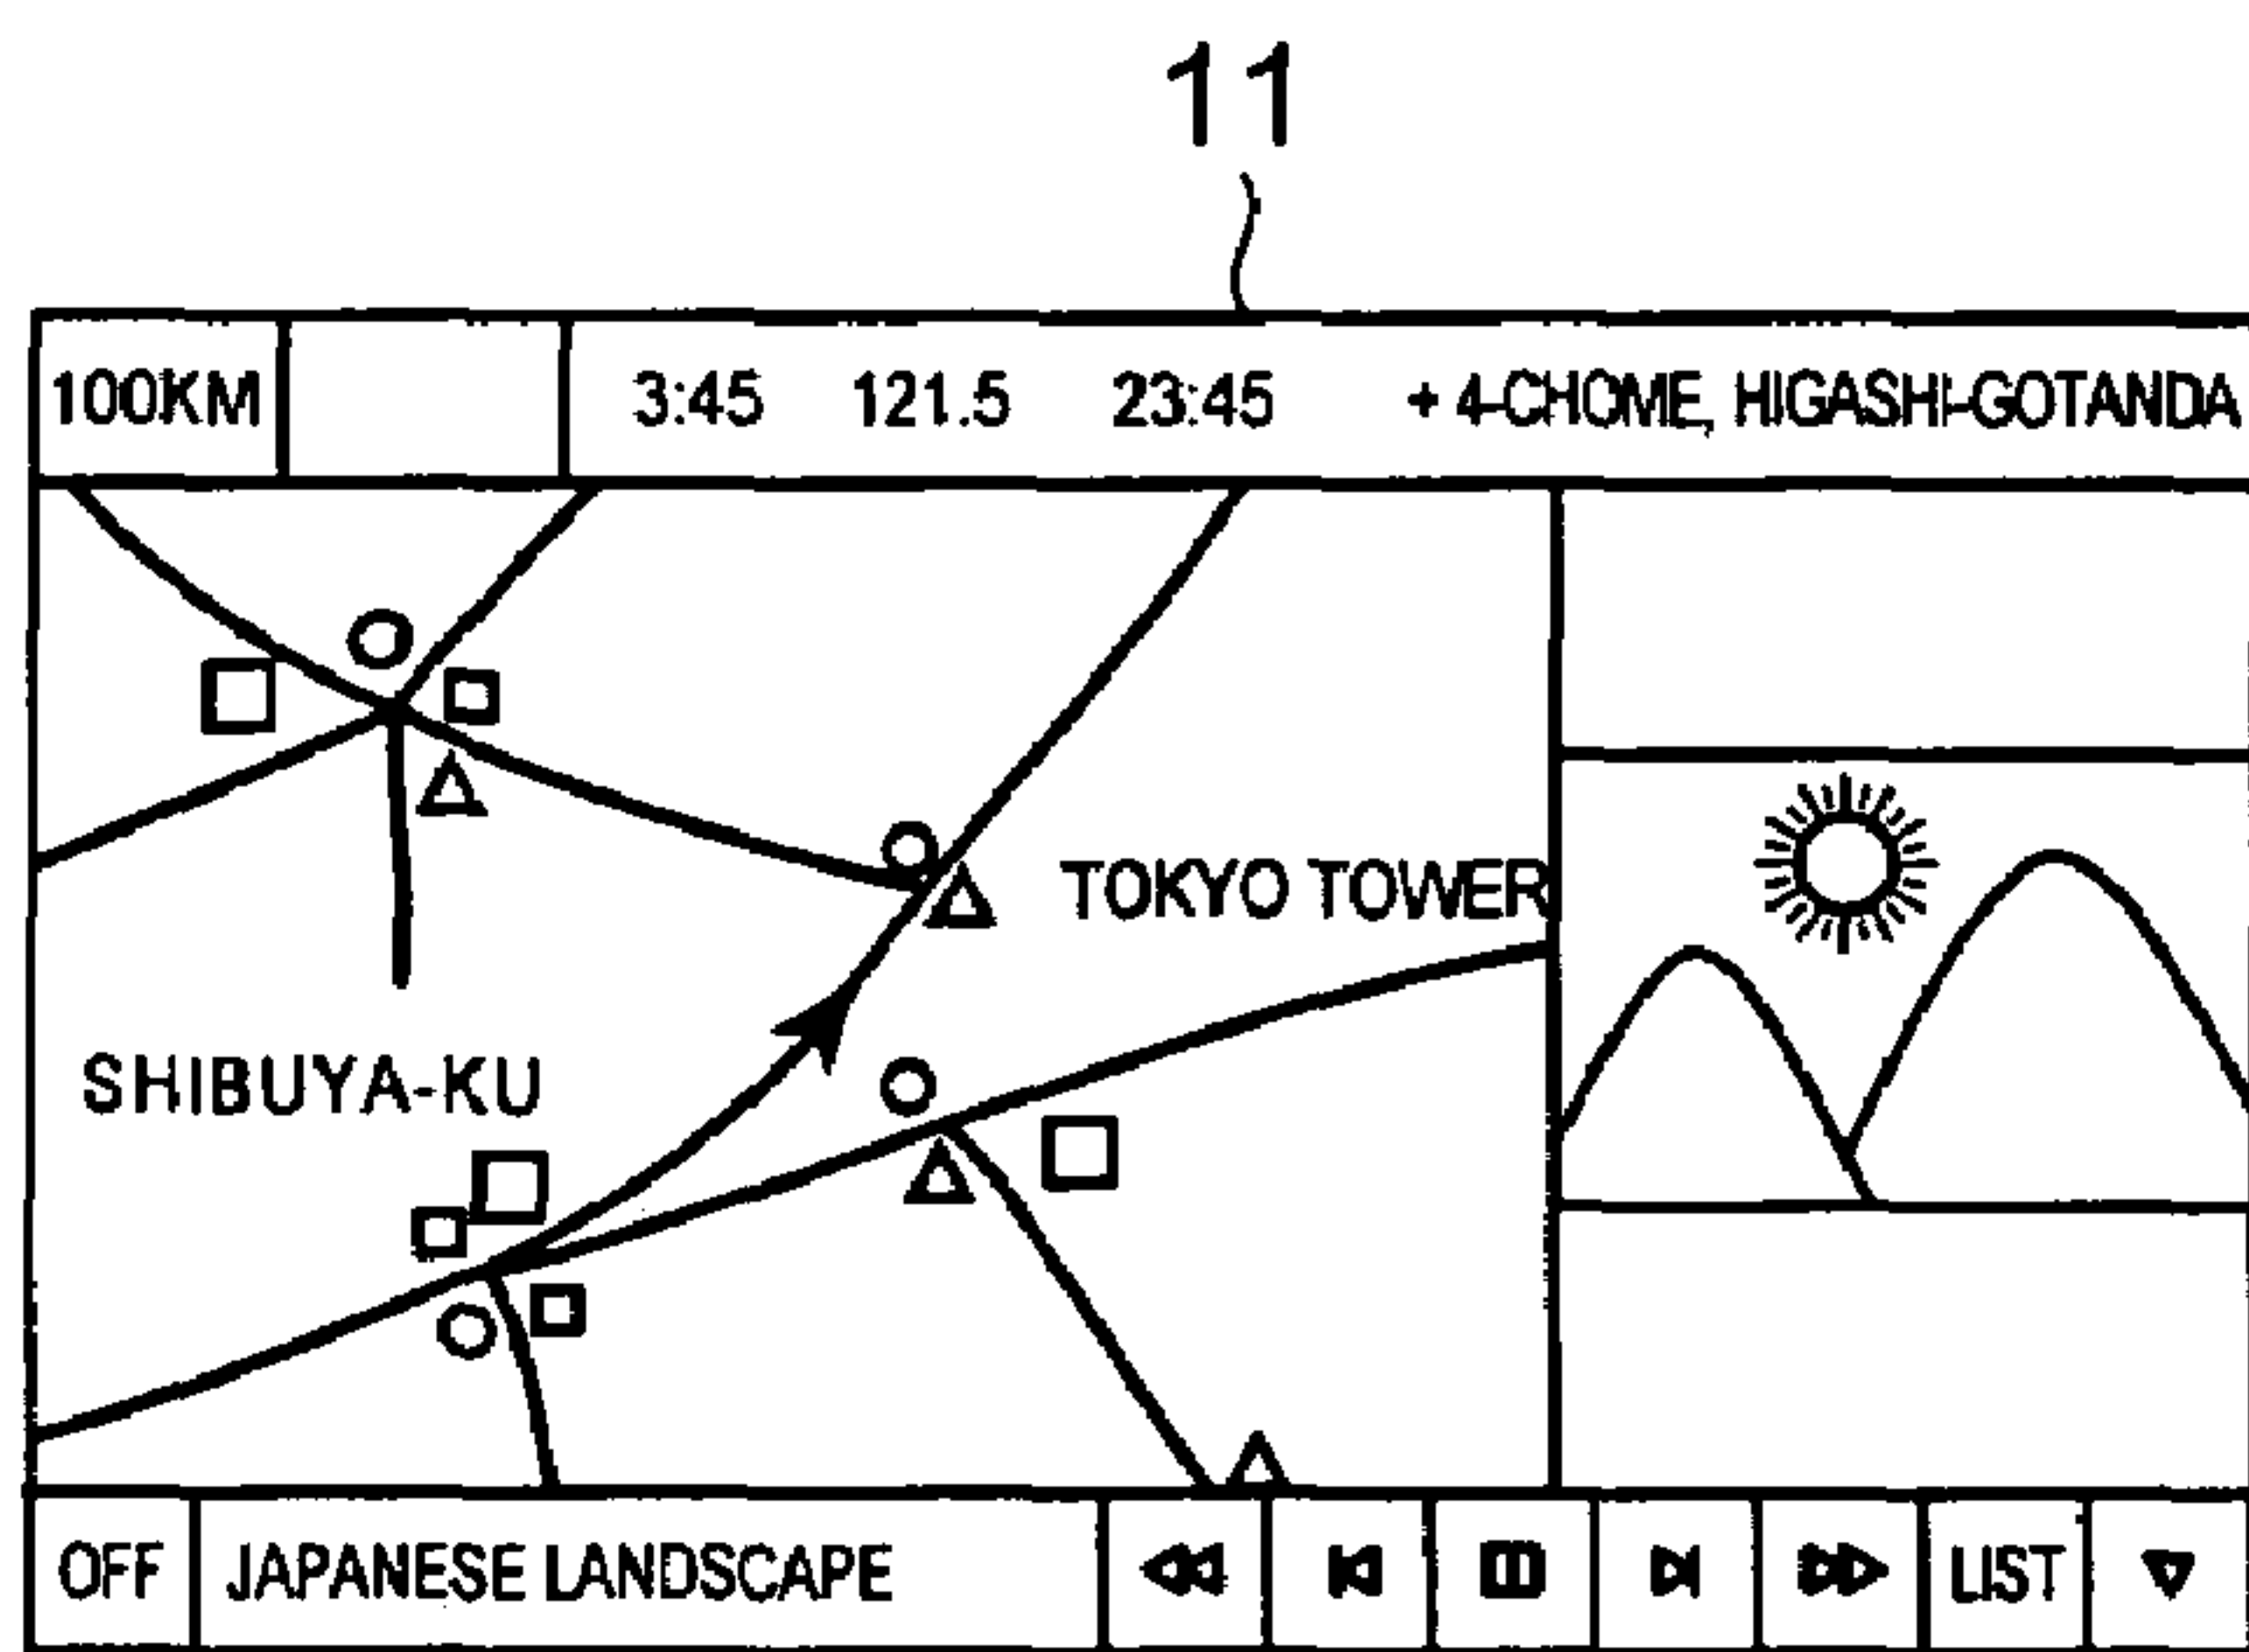 11
100KM 3:45 121.5 23:45 + 4-CHOME, HIGASHI-GOTANDA
TOKYO TOWER
SHIBUYA-KU
OFF JAPANESE LANDSCAPE LIST